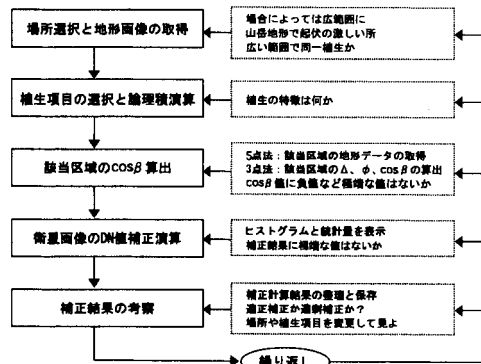 場所選択と地形画像の取得
場合によっては広範囲に
山岳地形で起伏の激しい所
広い範囲で同一植生か
植生項目の選択と論理積演算
植生の特徴は何か
該当区域のcosβ算出
5点法：該当区域の地形データの取得
3点法：該当区域のΔ、φ、cosβの算出
cosβ値に負値など極端な値はないか
衛星画像のDN値補正演算
ヒストグラムと統計量を表示
補正結果に極端な値はないか
補正結果の考察
補正計算結果の整理と保存
適正補正か過剰補正か？
場所や植生項目を変更して見よ
繰り返し